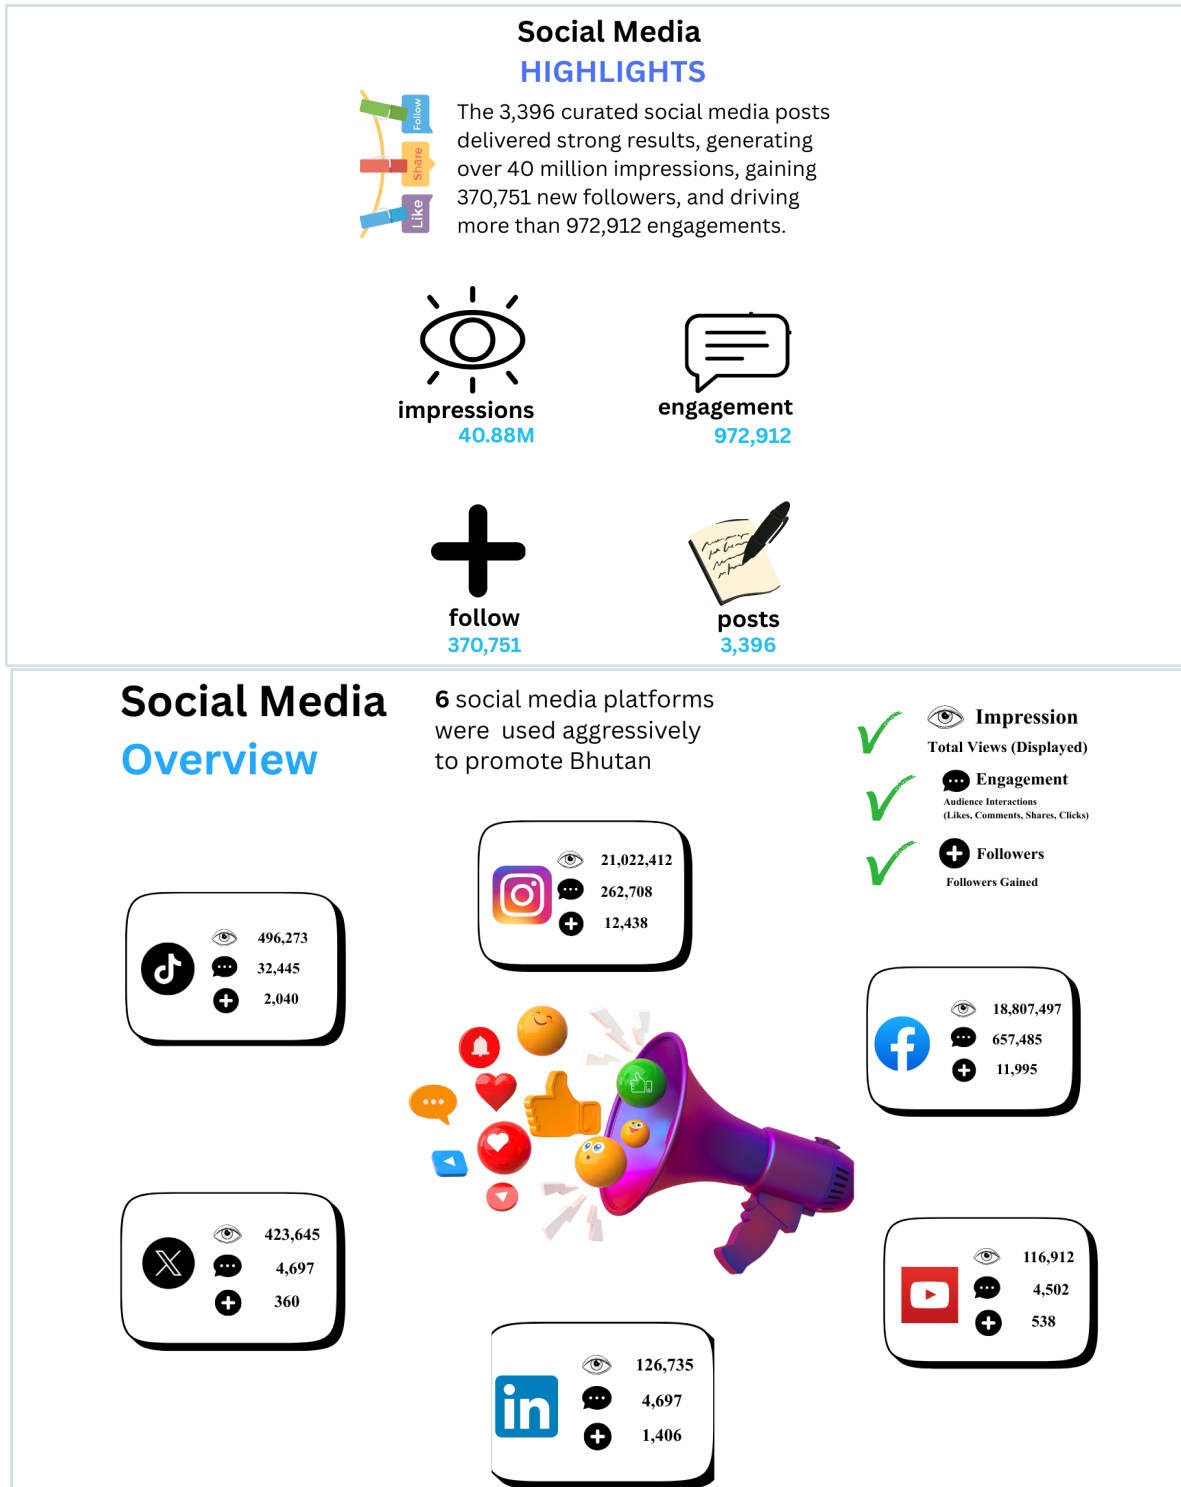 Social Media
HIGHLIGHTS
Follow
Share
Like
The 3,396 curated social media posts
delivered strong results, generating
over 40 million impressions, gaining
370,751 new followers, and driving
more than 972,912 engagements.
impressions
40.88M
engagement
972,912
follow
370,751
posts
3,396
Social Media
Overview
6 social media platforms
were used aggressively
to promote Bhutan
Impression
Total Views (Displayed)
Engagement
Audience Interactions
(Likes, Comments, Shares, Clicks)
Followers
Followers Gained
21,022,412
262,708
12,438
496,273
32,445
2,040
18,807,497
657,485
11,995
423,645
4,697
360
116,912
4,502
538
in
126,735
4,697
1,406